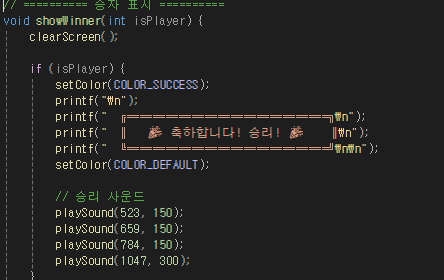 // ========== 승자 표시 ==========
void showWinner(int isPlayer) {
clearScreen();
if (isPlayer) {
setColor(COLOR_SUCCESS);
printf("₩n");
printf("  ╔══════════════════════════╗₩n");
printf("  ║  🎉 축하합니다! 승리! 🎉  ║₩n");
printf("  ╚══════════════════════════╝₩n₩n");
setColor(COLOR_DEFAULT);
// 승리 사운드
playSound(523, 150);
playSound(659, 150);
playSound(784, 150);
playSound(1047, 300);
}